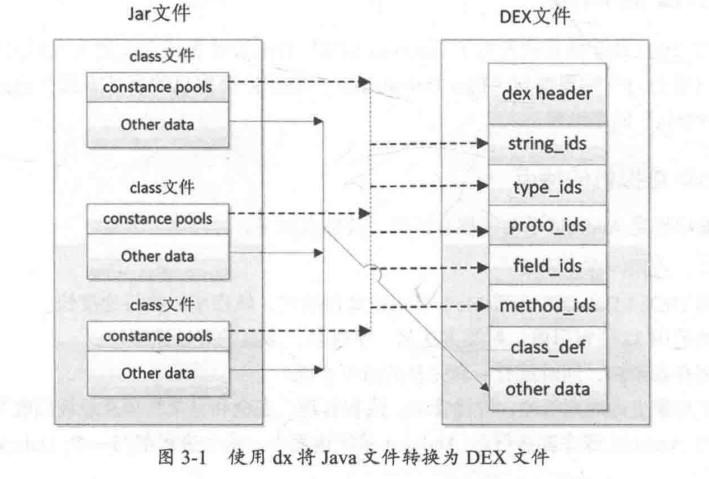 Jar文件
DEX文件
class文件
constance pools
Other data
class文件
constance pools
Other data
class文件
constance pools
Other data
dex header
string_ids
type_ids
proto_ids
field_ids
method_ids
class_def
other data
图 3-1 使用 dx 将 Java 文件转换为 DEX 文件